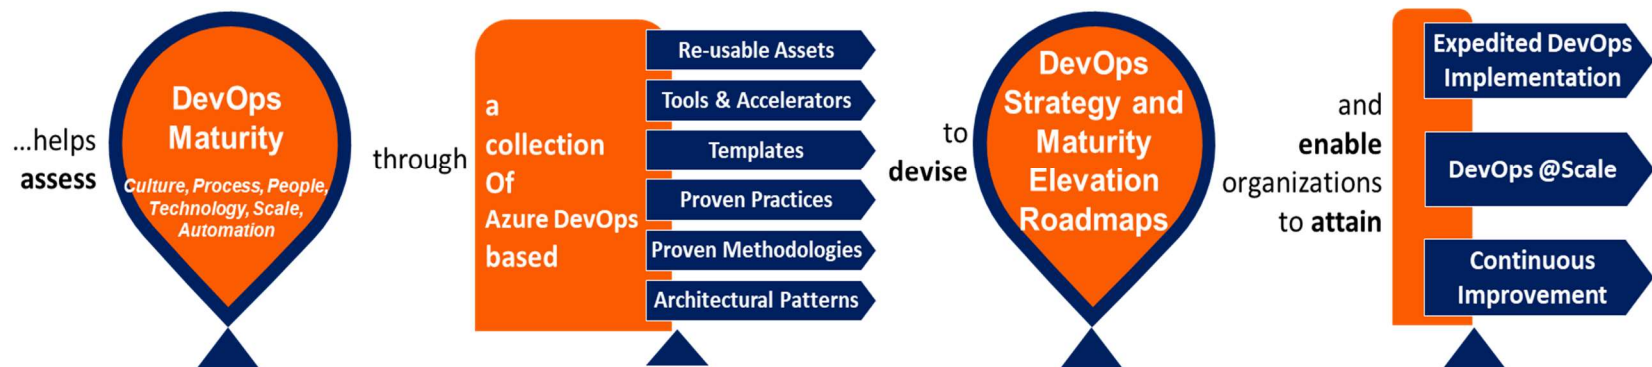 ...helps
assess
DevOps
Maturity
Culture, Process, People,
Technology, Scale,
Automation
through
a
collection
Of
Azure DevOps
based
Re-usable Assets
Tools & Accelerators
Templates
Proven Practices
Proven Methodologies
Architectural Patterns
to
devise
DevOps
Strategy and
Maturity
Elevation
Roadmaps
and
enable
organizations
to attain
Expedited DevOps
Implementation
DevOps @Scale
Continuous
Improvement